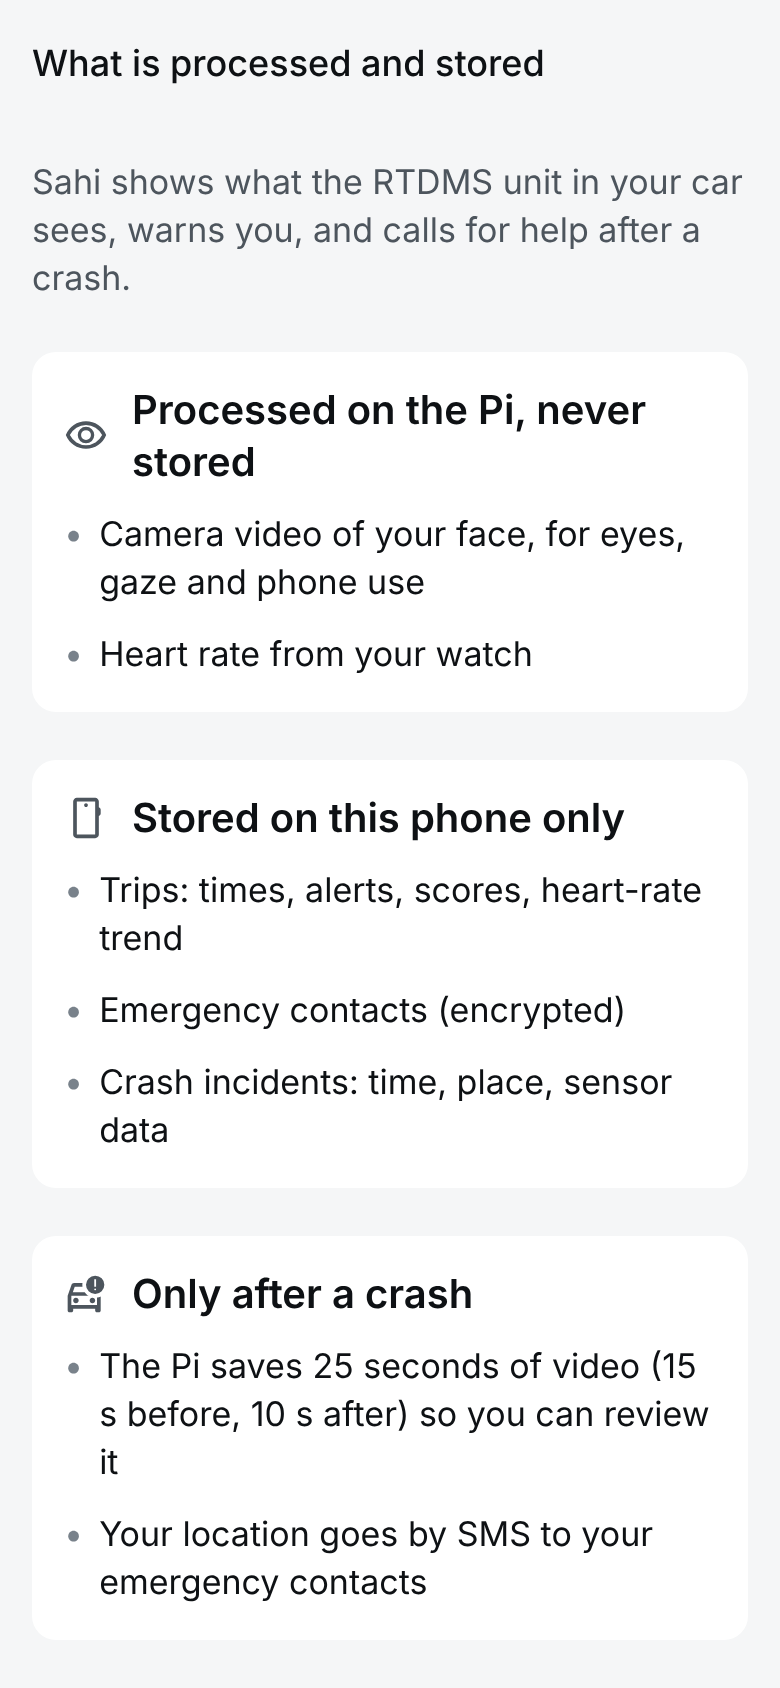 What is processed and stored
Sahi shows what the RTDMS unit in your car
sees, warns you, and calls for help after a
crash.
Processed on the Pi, never
stored
• Camera video of your face, for eyes,
gaze and phone use
• Heart rate from your watch
Stored on this phone only
• Trips: times, alerts, scores, heart-rate
trend
• Emergency contacts (encrypted)
• Crash incidents: time, place, sensor
data
Only after a crash
• The Pi saves 25 seconds of video (15
s before, 10 s after) so you can review
it
• Your location goes by SMS to your
emergency contacts